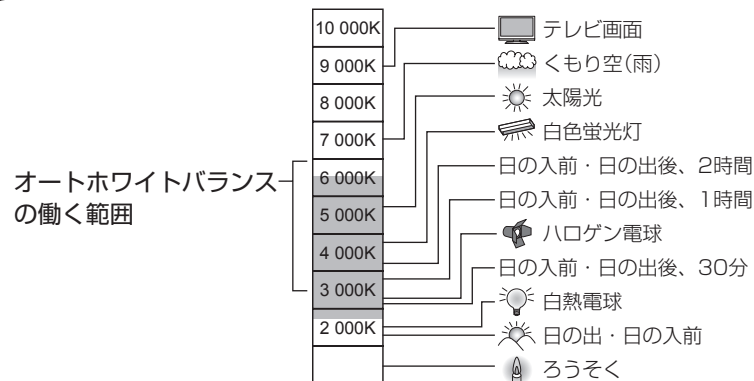 10 000K
9 000K
8 000K
7 000K
6 000K
5 000K
4 000K
3 000K
2 000K
オートホワイトバランス
の働く範囲
テレビ画面
くもり空(雨)
太陽光
白色蛍光灯
日の入前・日の出後、2時間
日の入前・日の出後、1時間
ハロゲン電球
日の入前・日の出後、30分
白熱電球
日の出・日の入前
ろうそく